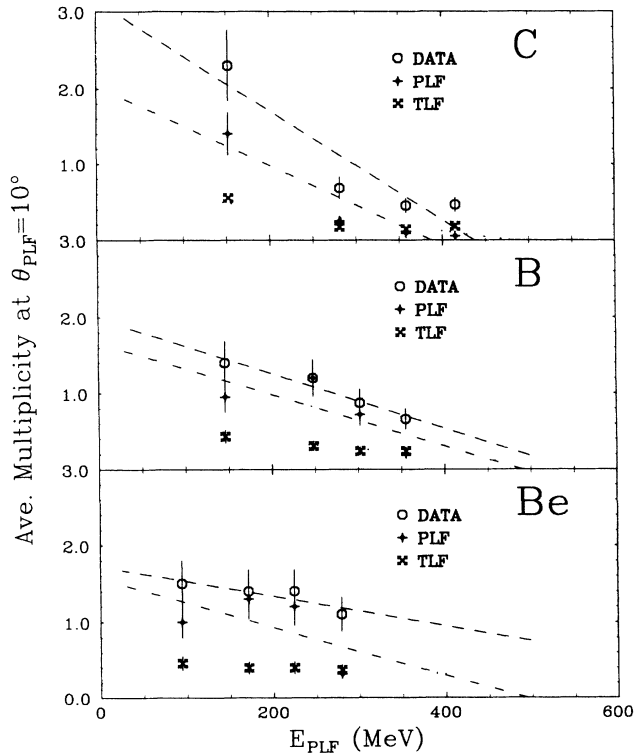 3.0
C
DATA
PLF
TLF
2.0
1.0
3.0
B
DATA
PLF
TLF
2.0
1.0
3.0
Be
DATA
PLF
TLF
2.0
1.0
0.0
0 200 400 600
E_PLF (MeV)
Ave. Multiplicity at θ_PLF=10°